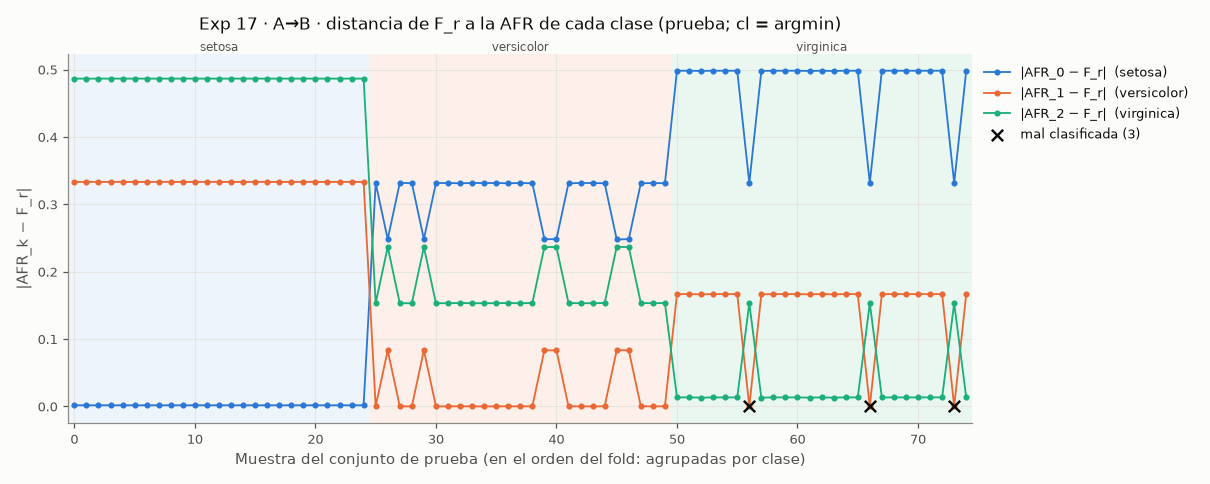 Exp 17 · A→B · distancia de F_r a la AFR de cada clase (prueba; cl = argmin)
setosa
versicolor
virginica
|AFR_0 − F_r| (setosa)
|AFR_1 − F_r| (versicolor)
|AFR_2 − F_r| (virginica)
mal clasificada (3)
|AFR_k − F_r|
0.5
0.4
0.3
0.2
0.1
0.0
0
10
20
30
40
50
60
70
Muestra del conjunto de prueba (en el orden del fold: agrupadas por clase)